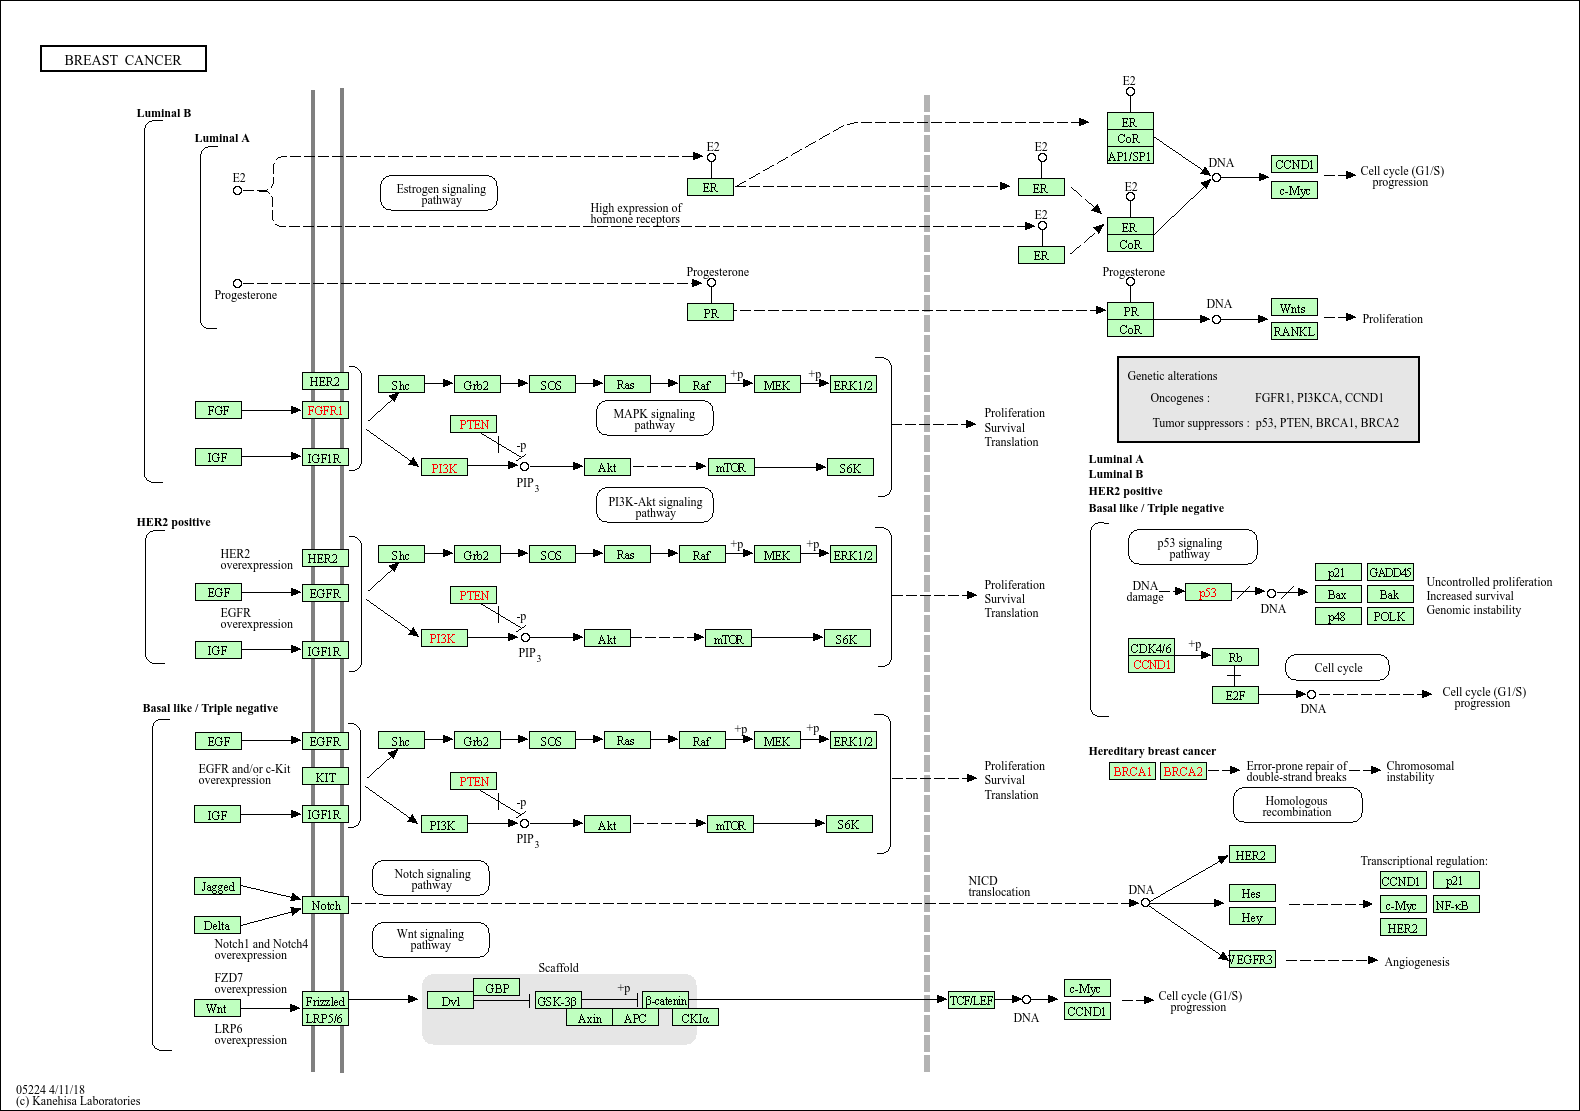 BREAST CANCER
Luminal B
Luminal A
E2
Estrogen signaling
pathway
High expression of
hormone receptors
E2
ER
E2
ER
E2
ER
E2
ER
CoR
AP1/SP1
E2
ER
CoR
DNA
CCND1
c-Myc
Cell cycle (G1/S)
progression
Progesterone
Progesterone
PR
Progesterone
PR
CoR
DNA
Wnts
RANKL
Proliferation
HER2
FGF
FGFR1
IGF
IGF1R
Shc
Grb2
SOS
Ras
Raf
+p
MEK
+p
ERK1/2
MAPK signaling
pathway
PTEN
-p
PI3K
PIP3
Akt
mTOR
S6K
PI3K-Akt signaling
pathway
Proliferation
Survival
Translation
Genetic alterations
Oncogenes : FGFR1, PI3KCA, CCND1
Tumor suppressors : p53, PTEN, BRCA1, BRCA2
HER2 positive
HER2
overexpression
HER2
EGF
EGFR
EGFR
overexpression
IGF
IGF1R
Shc
Grb2
SOS
Ras
Raf
+p
MEK
+p
ERK1/2
PTEN
-p
PI3K
PIP3
Akt
mTOR
S6K
Proliferation
Survival
Translation
Luminal A
Luminal B
HER2 positive
Basal like / Triple negative
p53 signaling
pathway
DNA
damage
p53
DNA
p21
GADD45
Bax
Bak
p48
POLK
Uncontrolled proliferation
Increased survival
Genomic instability
CDK4/6
CCND1
+p
Rb
E2F
Cell cycle
DNA
Cell cycle (G1/S)
progression
Basal like / Triple negative
EGF
EGFR
EGFR and/or c-Kit
overexpression
KIT
IGF
IGF1R
Shc
Grb2
SOS
Ras
Raf
+p
MEK
+p
ERK1/2
PTEN
-p
PI3K
PIP3
Akt
mTOR
S6K
Proliferation
Survival
Translation
Hereditary breast cancer
BRCA1
BRCA2
Error-prone repair of
double-strand breaks
Chromosomal
instability
Homologous
recombination
Jagged
Delta
Notch
Notch1 and Notch4
overexpression
Notch signaling
pathway
NICD
translocation
DNA
HER2
Hes
Hey
VEGFR3
Transcriptional regulation:
CCND1
p21
c-Myc
NF-κB
HER2
Angiogenesis
Wnt signaling
pathway
FZD7
overexpression
Wnt
LRP6
overexpression
Frizzled
LRP5/6
Scaffold
Dvl
GBP
GSK-3β
+p
β-catenin
Axin
APC
CKIα
TCF/LEF
DNA
c-Myc
CCND1
Cell cycle (G1/S)
progression
05224 4/11/18
(c) Kanehisa Laboratories